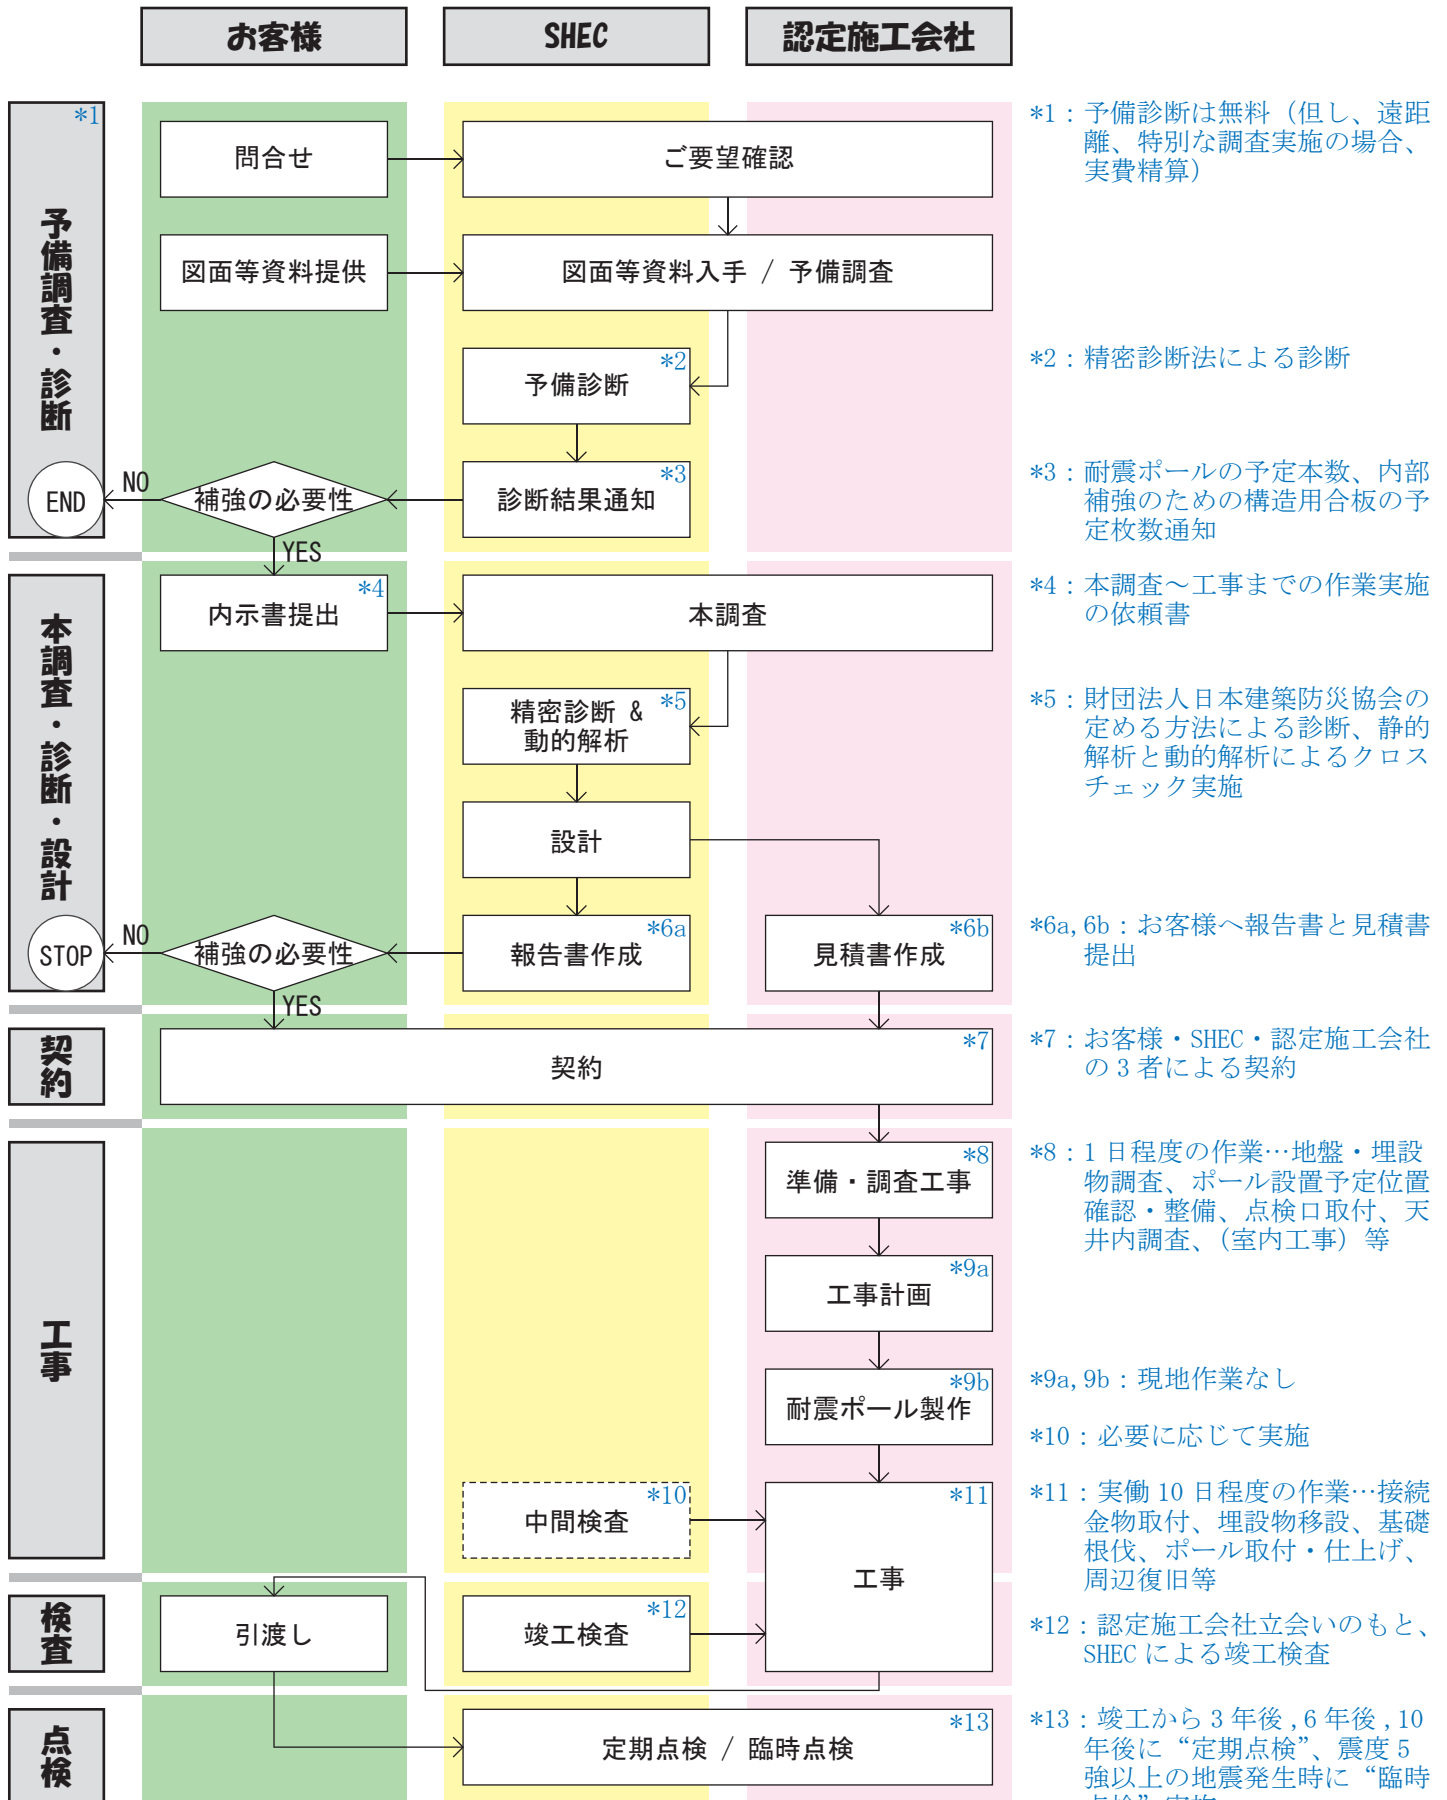 お客様
SHEC
認定施工会社
予備調査・診断
*1
問合せ
ご要望確認
図面等資料提供
図面等資料入手 / 予備調査
予備診断
*2
診断結果通知
*3
補強の必要性
NO
END
YES
本調査・診断・設計
内示書提出
*4
本調査
精密診断 &
動的解析
*5
設計
報告書作成
*6a
見積書作成
*6b
補強の必要性
NO
STOP
YES
契約
契約
*7
工事
準備・調査工事
*8
工事計画
*9a
耐震ポール製作
*9b
中間検査
*10
工事
*11
検査
引渡し
竣工検査
*12
点検
定期点検 / 臨時点検
*13
*1：予備診断は無料（但し、遠距
離、特別な調査実施の場合、
実費精算）
*2：精密診断法による診断
*3：耐震ポールの予定本数、内部
補強のための構造用合板の予
定枚数通知
*4：本調査～工事までの作業実施
の依頼書
*5：財団法人日本建築防災協会の
定める方法による診断、静的
解析と動的解析によるクロス
チェック実施
*6a,6b：お客様へ報告書と見積書
提出
*7：お客様・SHEC・認定施工会社
の3者による契約
*8：1日程度の作業…地盤・埋設
物調査、ポール設置予定位置
確認・整備、点検口取付、天
井内調査、（室内工事）等
*9a,9b：現地作業なし
*10：必要に応じて実施
*11：実働10日程度の作業…接続
金物取付、埋設物移設、基礎
根伐、ポール取付・仕上げ、
周辺復旧等
*12：認定施工会社立会いのもと、
SHECによる竣工検査
*13：竣工から3年後,6年後,10
年後に“定期点検”、震度5
強以上の地震発生時に“臨時